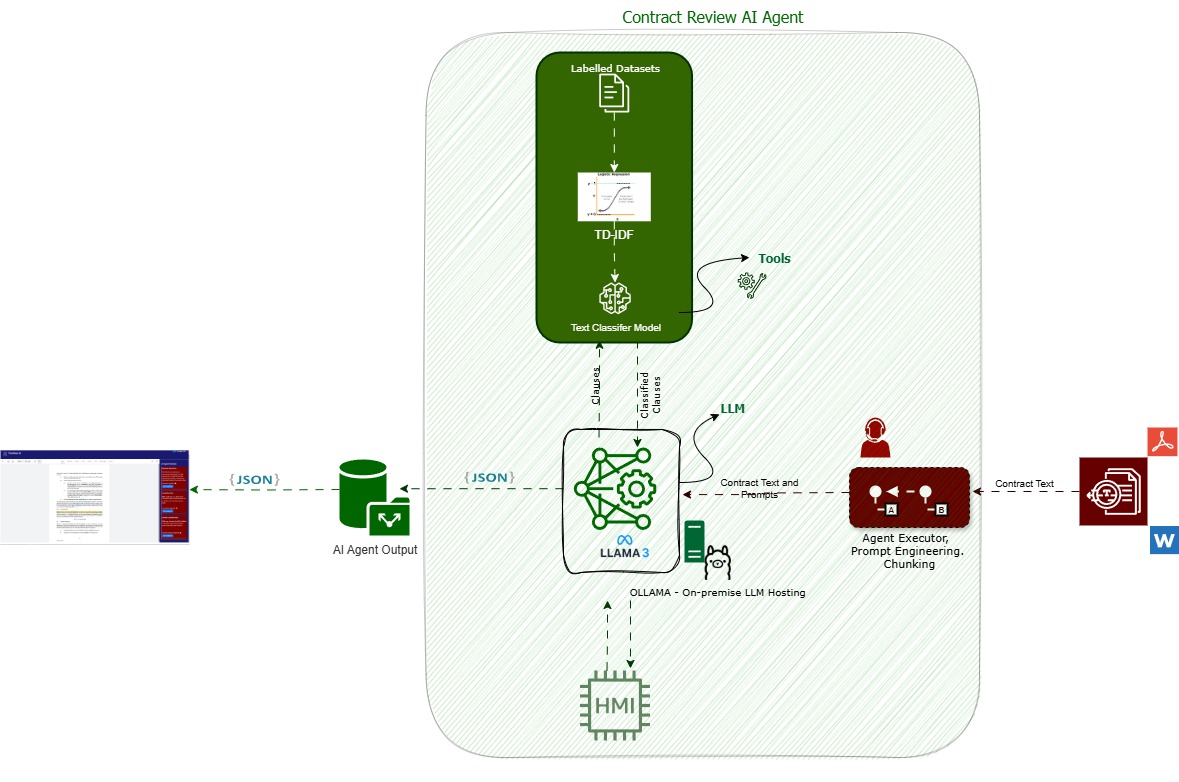 Contract Review AI Agent
Labelled Datasets
Logistic Regression
TD-IDF
Text Classifer Model
Tools
Clauses
Classified
Clauses
LLM
{JSON}
{JSON}
AI Agent Output
LLAMA 3
Contract Text +
OLLAMA - On-premise LLM Hosting
HMI
A
B
Agent Executor,
Prompt Engineering.
Chunking
Contract Text
W